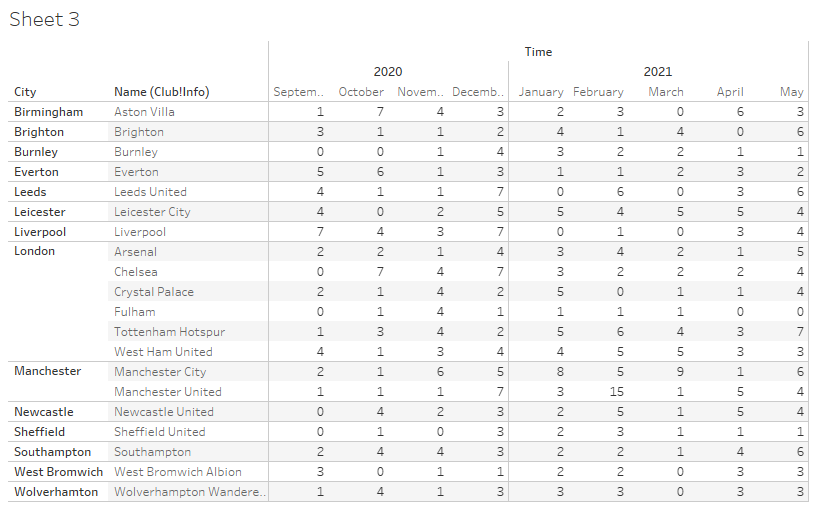 Sheet 3
Time
2020 2021
City Name (Club!Info) Septem.. October Novem.. Decemb.. January February March April May
Birmingham Aston Villa 1 7 4 3 2 3 0 6 3
Brighton Brighton 3 1 1 2 4 1 4 0 6
Burnley Burnley 0 0 1 4 3 2 2 1 1
Everton Everton 5 6 1 3 1 1 2 3 2
Leeds Leeds United 4 1 1 7 0 6 0 3 6
Leicester Leicester City 4 0 2 5 5 4 5 5 4
Liverpool Liverpool 7 4 3 7 0 1 0 3 4
London Arsenal 2 2 1 4 3 4 2 1 5
Chelsea 0 7 4 7 3 2 2 2 4
Crystal Palace 2 1 4 2 5 0 1 1 4
Fulham 0 1 4 1 1 1 1 0 0
Tottenham Hotspur 1 3 4 2 5 6 4 3 7
West Ham United 4 1 3 4 4 5 5 3 3
Manchester Manchester City 2 1 6 5 8 5 9 1 6
Manchester United 1 1 1 7 3 15 1 5 4
Newcastle Newcastle United 0 4 2 3 2 5 1 5 4
Sheffield Sheffield United 0 1 0 3 2 3 1 1 1
Southampton Southampton 2 4 4 3 2 2 1 4 6
West Bromwich West Bromwich Albion 3 0 1 1 2 2 0 3 3
Wolverhamton Wolverhampton Wandere.. 1 4 1 3 3 3 0 3 3